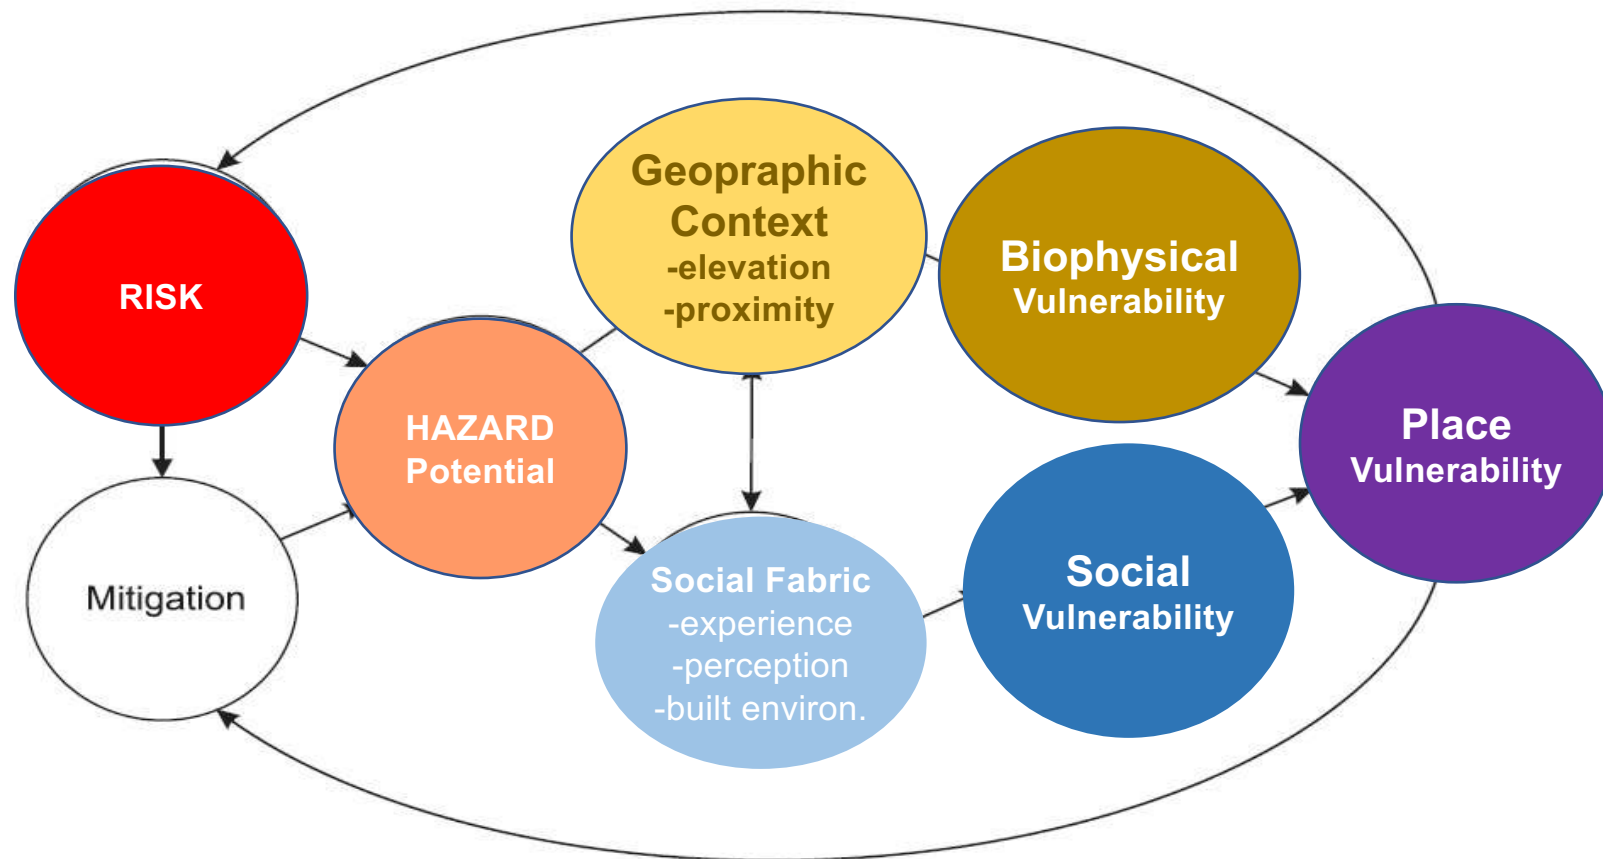 RISK
Mitigation
HAZARD
Potential
Geopraphic
Context
-elevation
-proximity
Social Fabric
-experience
-perception
-built environ.
Biophysical
Vulnerability
Social
Vulnerability
Place
Vulnerability